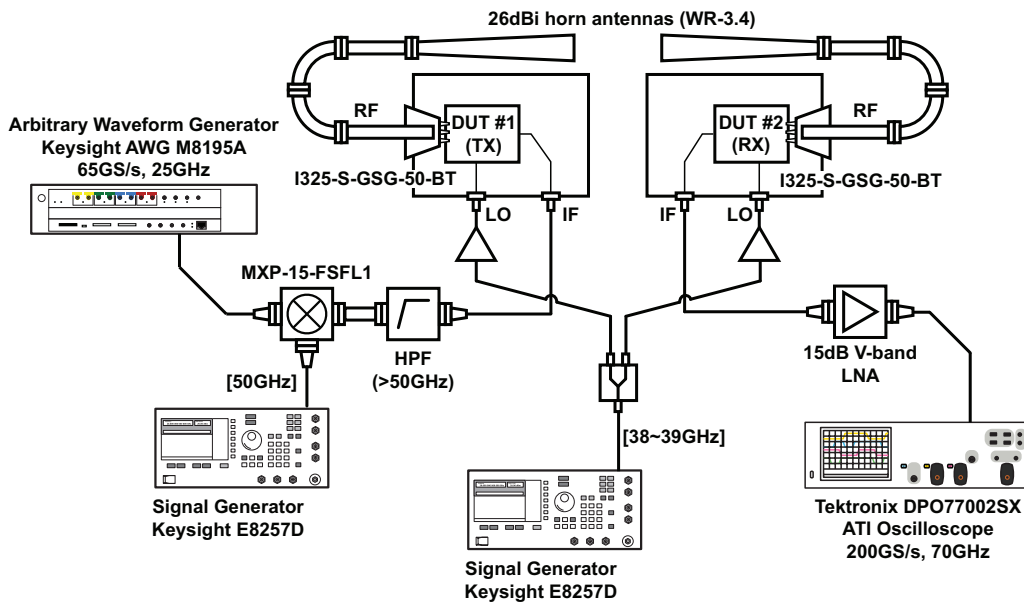 26dBi horn antennas (WR-3.4)
RF
RF
Arbitrary Waveform Generator
Keysight AWG M8195A
65GS/s, 25GHz
DUT #1
(TX)
DUT #2
(RX)
I325-S-GSG-50-BT
I325-S-GSG-50-BT
LO
IF
IF
LO
MXP-15-FSFL1
HPF
(>50GHz)
15dB V-band
LNA
[50GHz]
[38~39GHz]
Signal Generator
Keysight E8257D
Signal Generator
Keysight E8257D
Tektronix DPO77002SX
ATI Oscilloscope
200GS/s, 70GHz